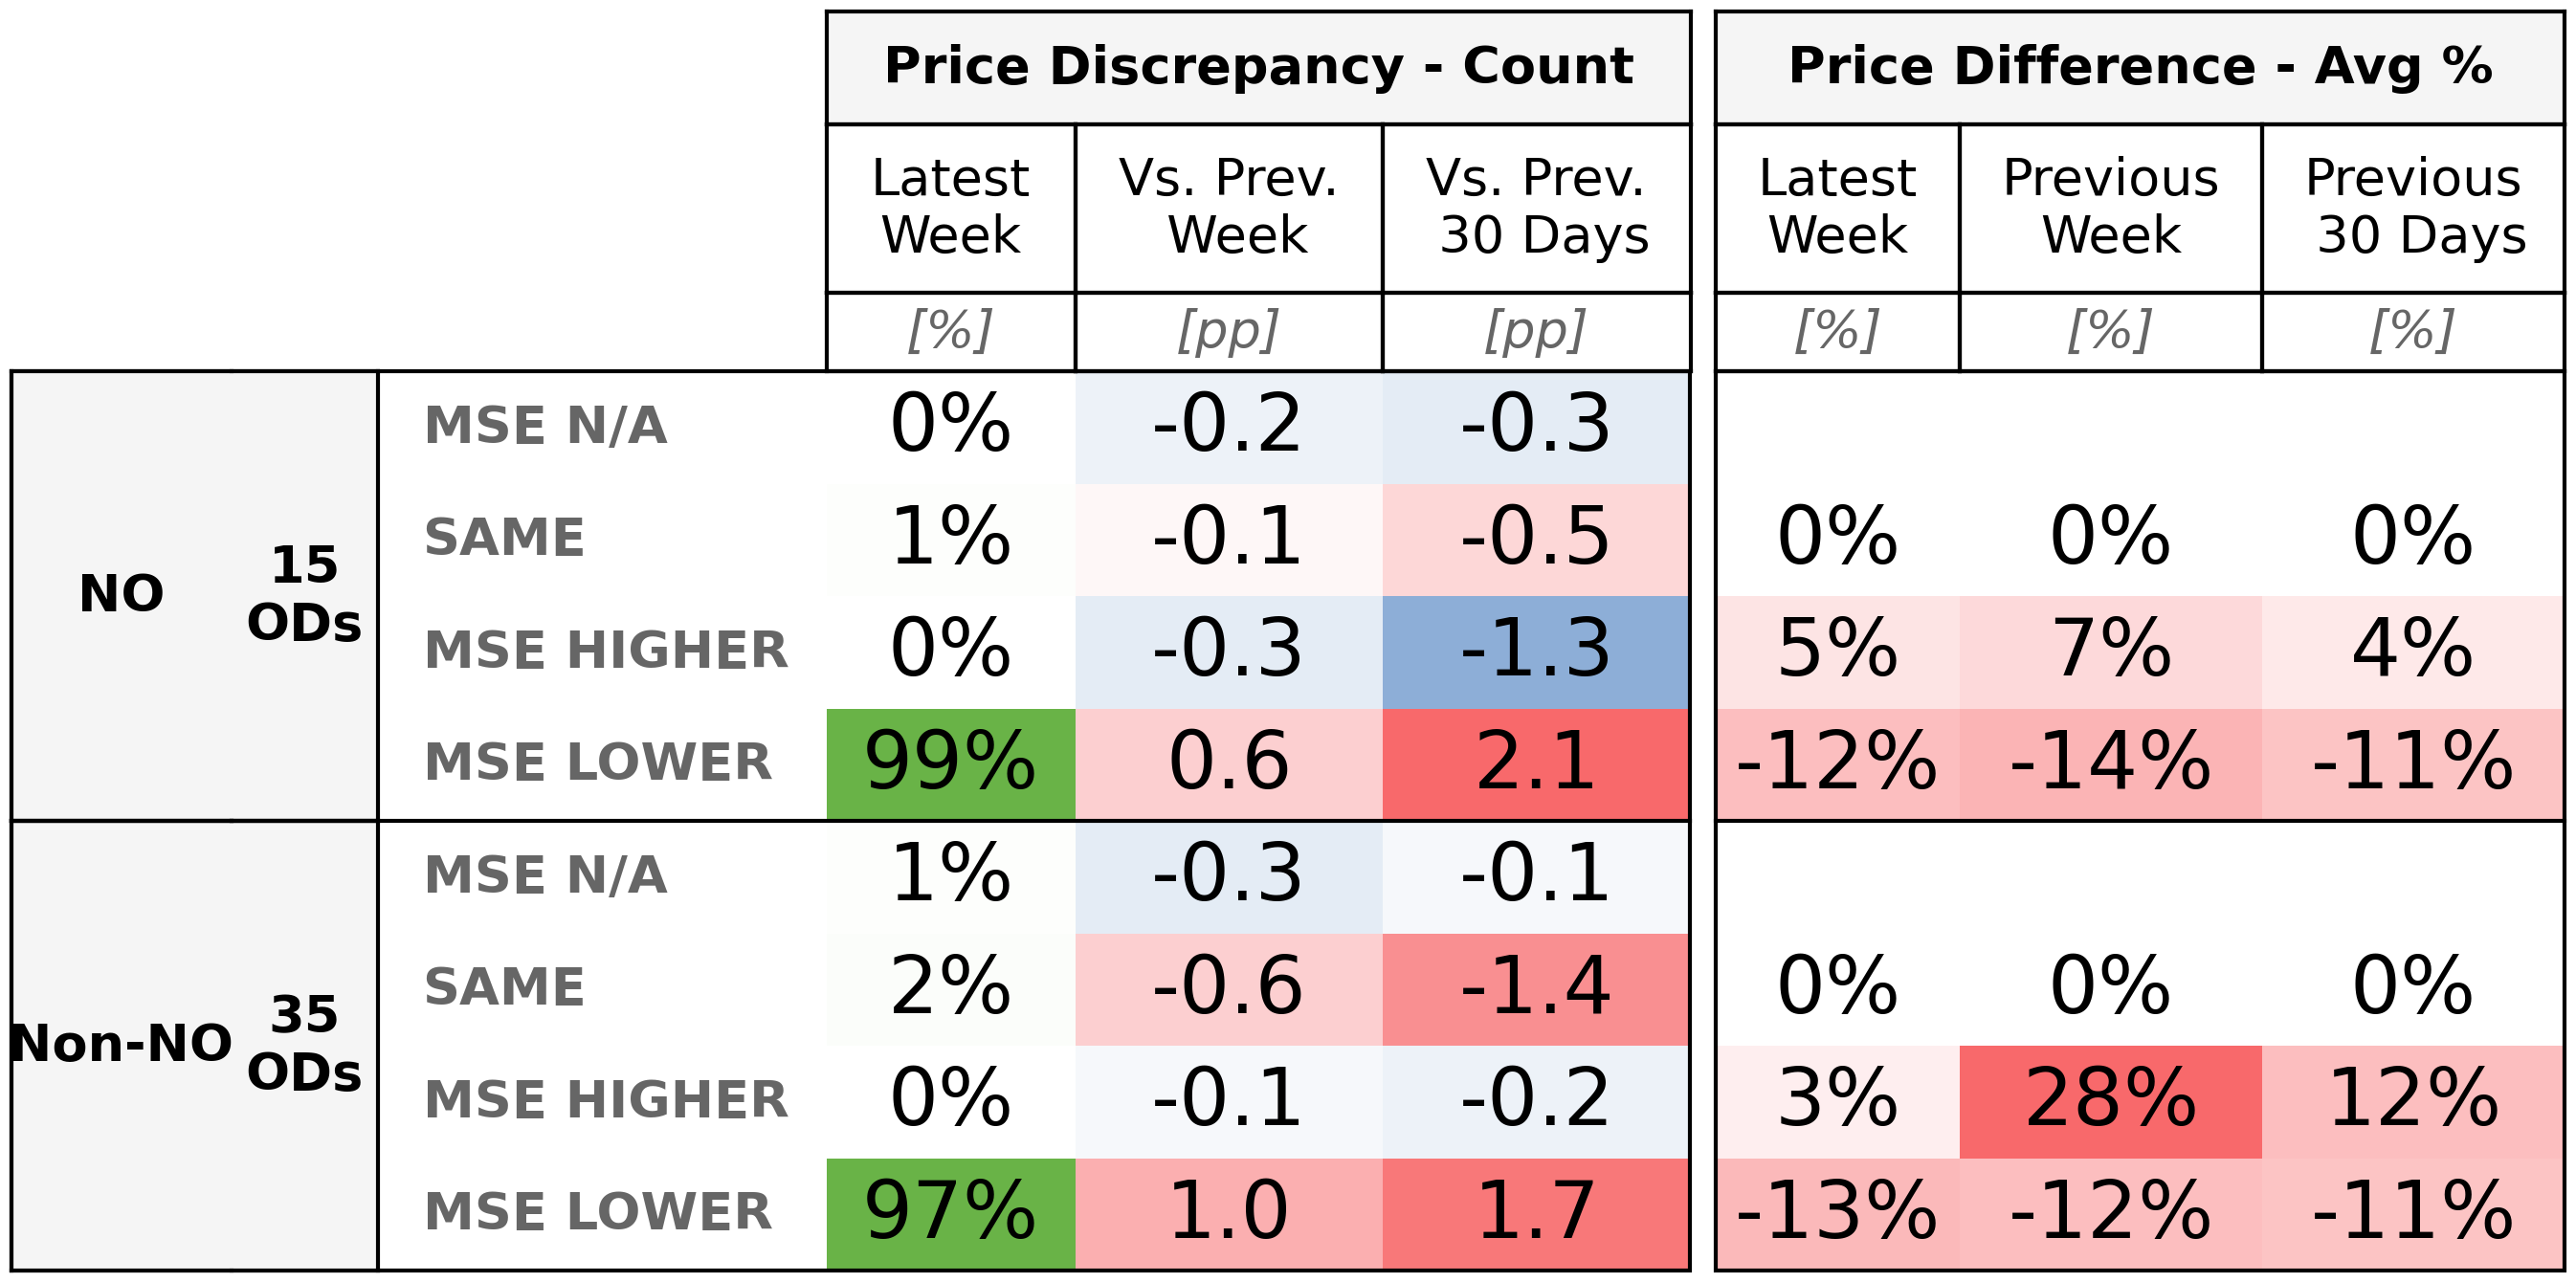 Price Discrepancy - Count Price Difference - Avg %
Latest Week Vs. Prev. Week Vs. Prev. 30 Days Latest Week Previous Week Previous 30 Days
[%] [pp] [pp] [%] [%] [%]
NO 15 ODs
MSE N/A 0% -0.2 -0.3
SAME 1% -0.1 -0.5 0% 0% 0%
MSE HIGHER 0% -0.3 -1.3 5% 7% 4%
MSE LOWER 99% 0.6 2.1 -12% -14% -11%
Non-NO 35 ODs
MSE N/A 1% -0.3 -0.1
SAME 2% -0.6 -1.4 0% 0% 0%
MSE HIGHER 0% -0.1 -0.2 3% 28% 12%
MSE LOWER 97% 1.0 1.7 -13% -12% -11%